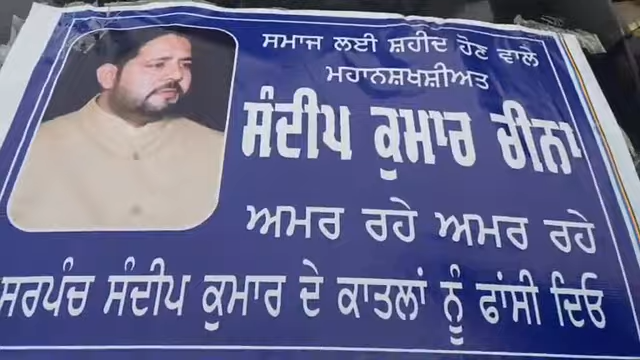 ਸਮਾਜ ਲਈ ਸ਼ਹੀਦ ਹੋਣ ਵਾਲੇ
ਮਹਾਨਸ਼ਖਸ਼ੀਅਤ
ਸੰਦੀਪ ਕੁਮਾਰ ਚੀਨਾ
ਅਮਰ ਰਹੇ ਅਮਰ ਰਹੇ
ਸਰਪੰਚ ਸੰਦੀਪ ਕੁਮਾਰ ਦੇ ਕਾਤਲਾਂ ਨੂੰ ਫਾਂਸੀ ਦਿਓ